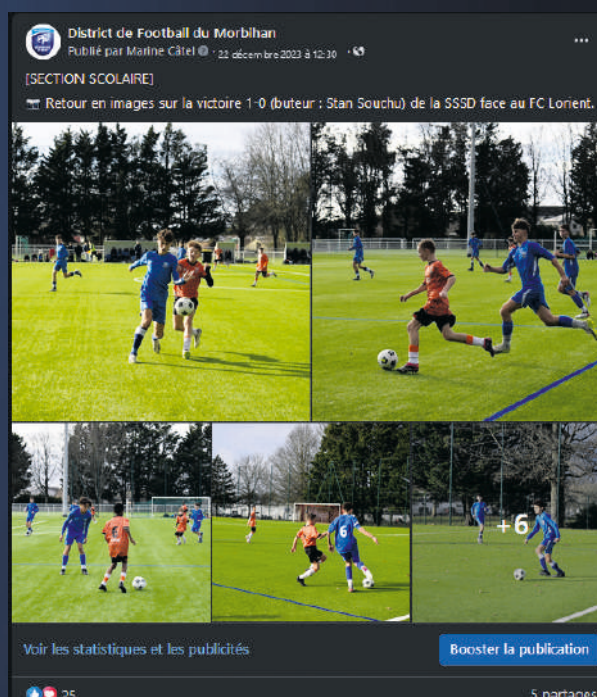 District de Football du Morbihan
Publié par Marine Câtel · 22 décembre 2023 à 12:30 ·
[SECTION SCOLAIRE]
Retour en images sur la victoire 1-0 (buteur : Stan Souchu) de la SSSD face au FC Lorient.
6
6
+6
Voir les statistiques et les publicités
Booster la publication
25
5 partages